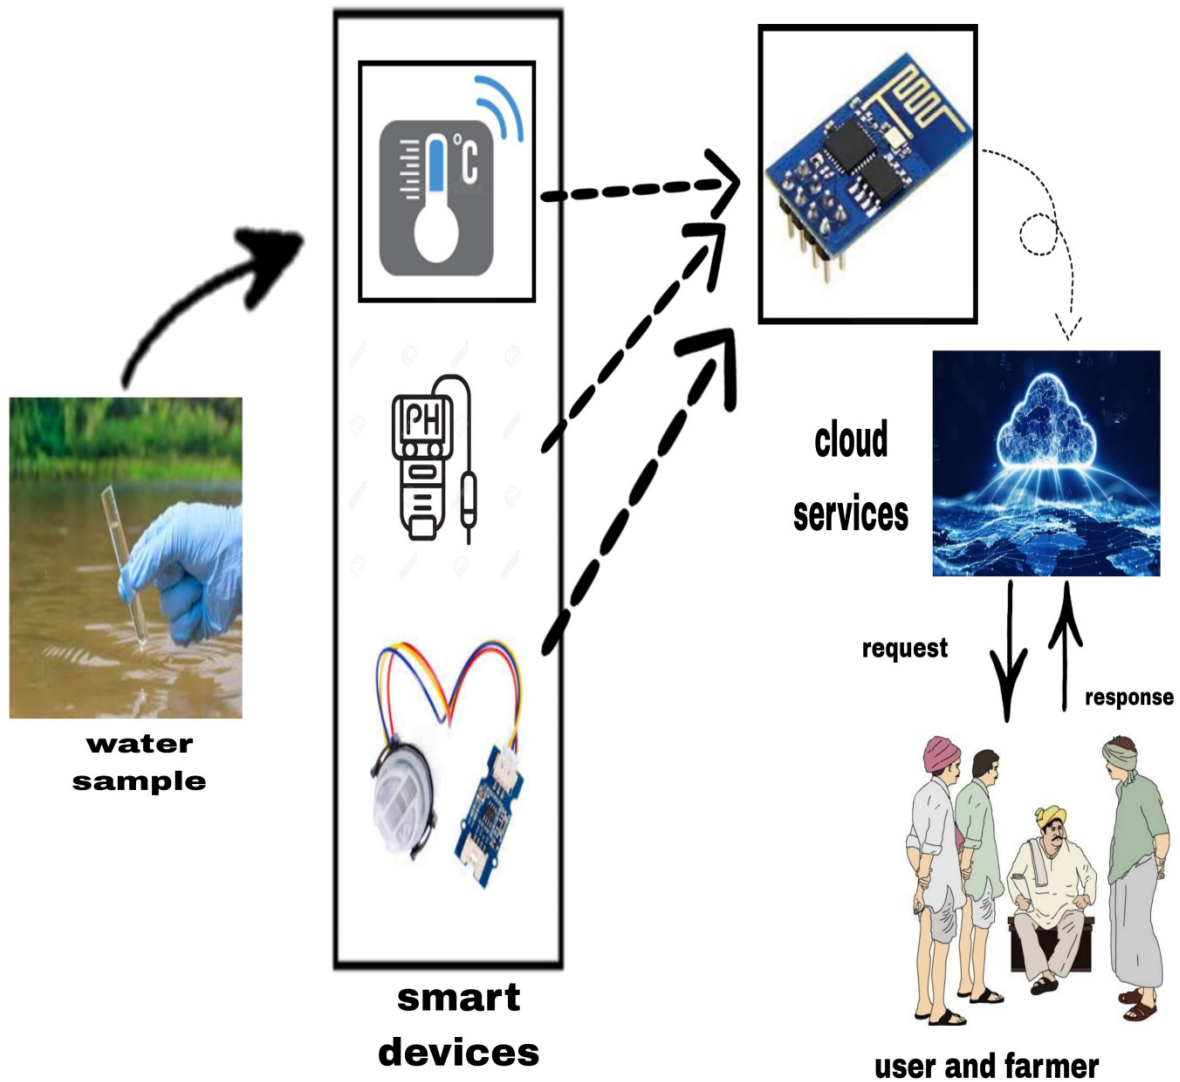 °C
PH
water
sample
smart
devices
cloud
services
request
response
user and farmer